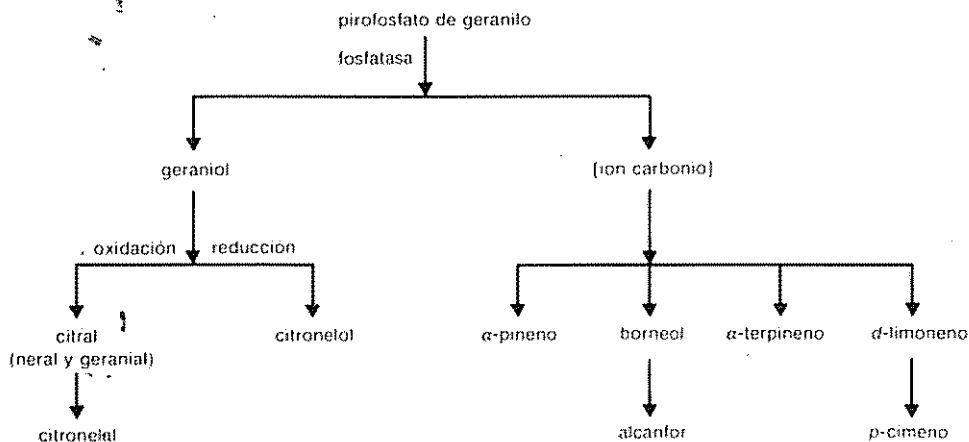 pirofosfato de geranilo
fosfatasa
geraniol
[ion carbonio]
oxidación reducción
citral
(neral y geranial)
citronelol
α-pineno
borneol
α-terpineno
d-limoneno
citronelal
alcanfor
p-cimeno